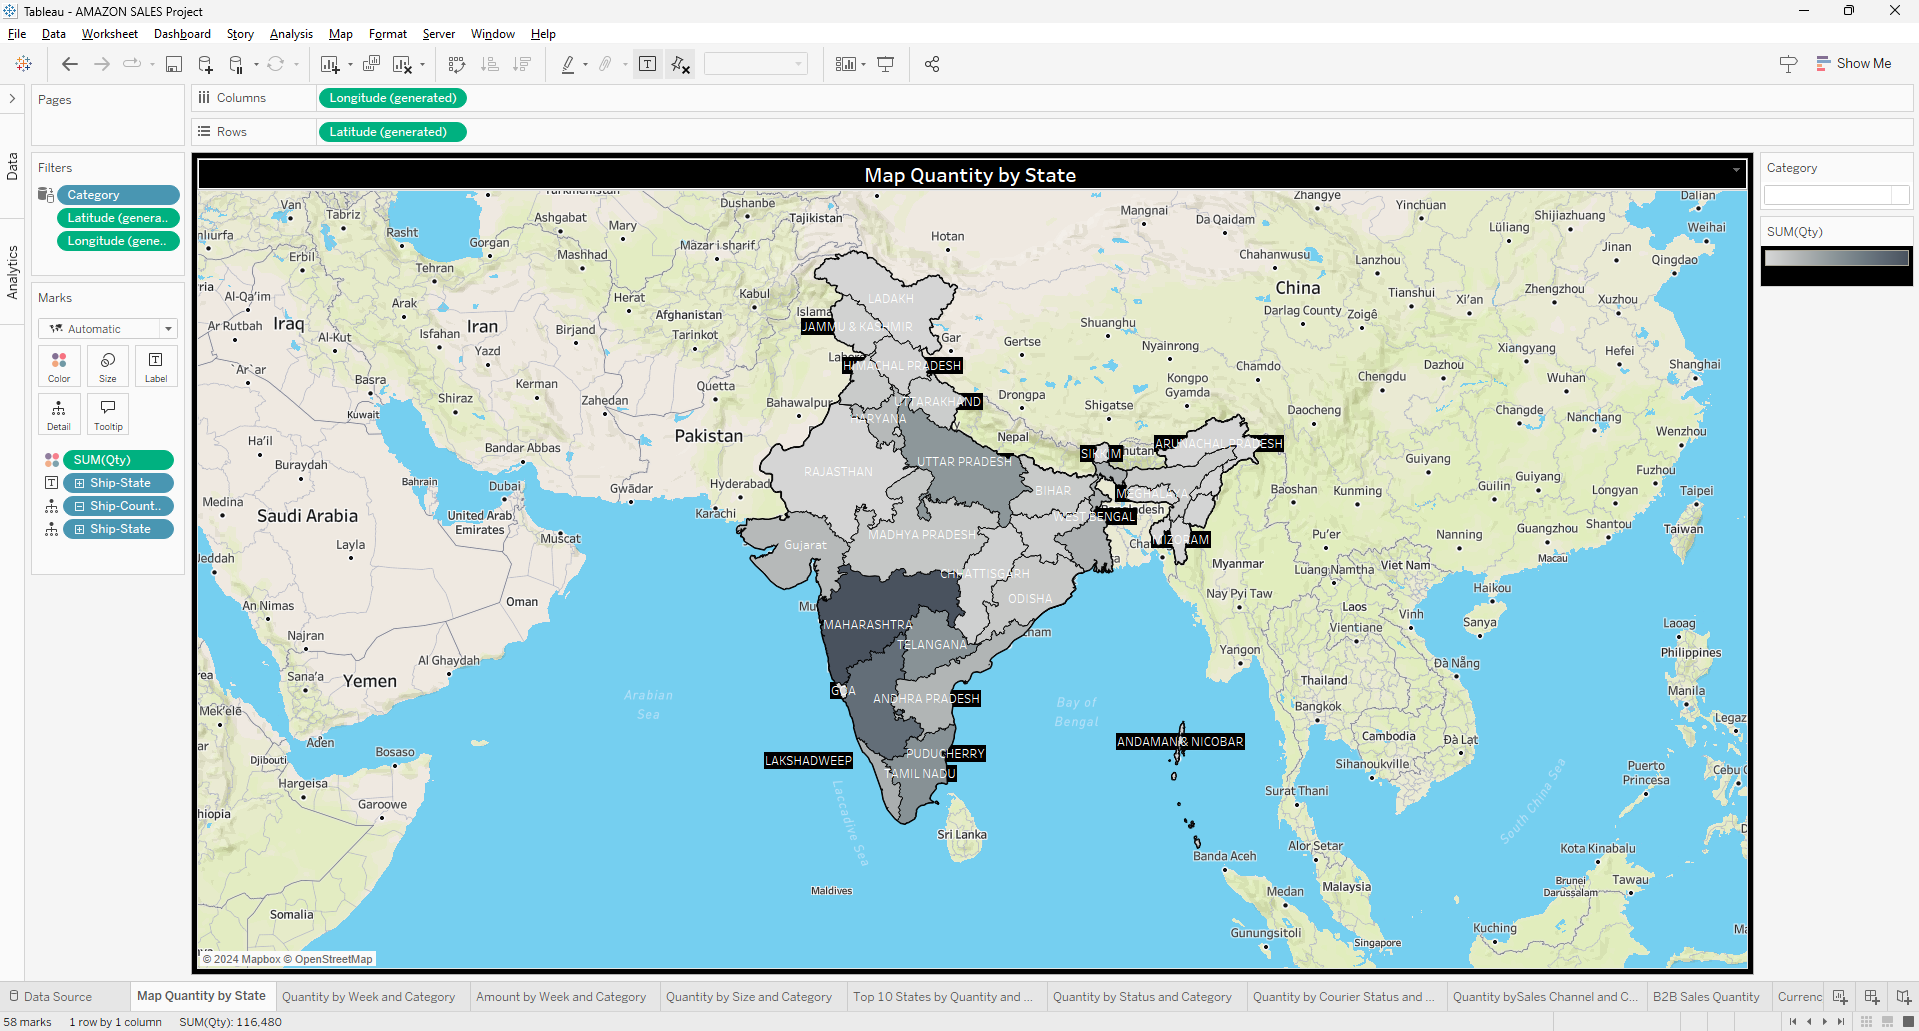 Tableau - AMAZON SALES Project
File Data Worksheet Dashboard Story Analysis Map Format Server Window Help
Show Me
Pages
Columns
Longitude (generated)
Rows
Latitude (generated)
Data
Analytics
Filters
Category
Latitude (genera..
Longitude (gene..
Marks
Automatic
Color Size Label
Detail Tooltip
SUM(Qty)
Ship-State
Ship-Count..
Ship-State
Map Quantity by State
Category
SUM(Qty)
Van
Tabriz
Rasht
Gorgan
Ashgabat
Mary
Dushanbe
Mazar i sharif
Tajikistan
Hotan
Mangnai
Da Qaidam
Zhangye
Yinchuan
Lüliang
Shijiazhuang
Dalian
Weihai
Jinan
Qingdao
Erbil
Tehran
Mashhad
Herat
Kabul
Chahanwusu
Lanzhou
China
Tianshui
Xi'an
Zhengzhou
Xuzhou
Al-Qa'im
Ar Rutbah
Iraq
Al-Kut
Arak
Isfahan
Iran
Yazd
Birjand
Afghanistan
Tarinkot
LADAKH
JAMMU & KASHMIR
Gar
Gertse
Shuanghu
Nyainrong
Darlag County
Zoigê
Xiangyang
Hefei
Shanghai
Ar'ar
Basra
Kuwait
Shiraz
Kerman
Zahedan
Quetta
Bahawalpur
HIMACHAL PRADESH
UTTARAKHAND
HARYANA
Drongpa
Shigatse
Kongpo
Gyamda
Chamdo
Daocheng
Chengdu
Dazhou
Wuhan
Changde
Nanchang
Wenzhou
Ha'il
Buraydah
Bandar Abbas
Pakistan
Nepal
SIKKIM
ARUNACHAL PRADESH
Guiyang
Guiyang
Fuzhou
Medina
Saudi Arabia
Layla
Bahrain
Dubai
United Arab
Emirates
Muscat
Gwādar
Hyderabad
Karachi
RAJASTHAN
UTTAR PRADESH
BIHAR
MEGHALAYA
WEST BENGAL
MIZORAM
Baoshan
Kunming
Guilin
Longyan
Taipei
Taiwan
Guangzhou
Shantou
Macau
Nanning
Pu'er
Jeddah
Gujarat
MADHYA PRADESH
CHHATTISGARH
ODISHA
Myanmar
Luang Namtha
Viet Nam
Haikou
Sanya
An Nimas
Najran
Oman
Al Ghaydah
Sana'a
Yemen
MAHARASHTRA
TELANGANA
Nay Pyi Taw
Laos
Vientiane
Vinh
Yangon
Laoag
Philippines
Manila
Legaz
Mek'elē
Aden
Djibouti
Bosaso
Arabian
Sea
GOA
ANDHRA PRADESH
Bay of
Bengal
Thailand
Bangkok
Đà Nẵng
Cambodia
Đà Lạt
Sihanoukville
Hargeisa
Garoowe
LAKSHADWEEP
PUDUCHERRY
TAMIL NADU
ANDAMAN & NICOBAR
Laccadive Sea
Sri Lanka
Surat Thani
South China Sea
Puerto
Princesa
Cebu
Somalia
Maldives
Banda Aceh
Alor Setar
Medan
Malaysia
Gunungsitoli
Singapore
Kota Kinabalu
Brunei
Darussalam
Tawau
Kuching
© 2024 Mapbox © OpenStreetMap
Data Source
Map Quantity by State
Quantity by Week and Category
Amount by Week and Category
Quantity by Size and Category
Top 10 States by Quantity and ...
Quantity by Status and Category
Quantity by Courier Status and ...
Quantity bySales Channel and C...
B2B Sales Quantity
Currenc
58 marks 1 row by 1 column SUM(Qty): 116,480